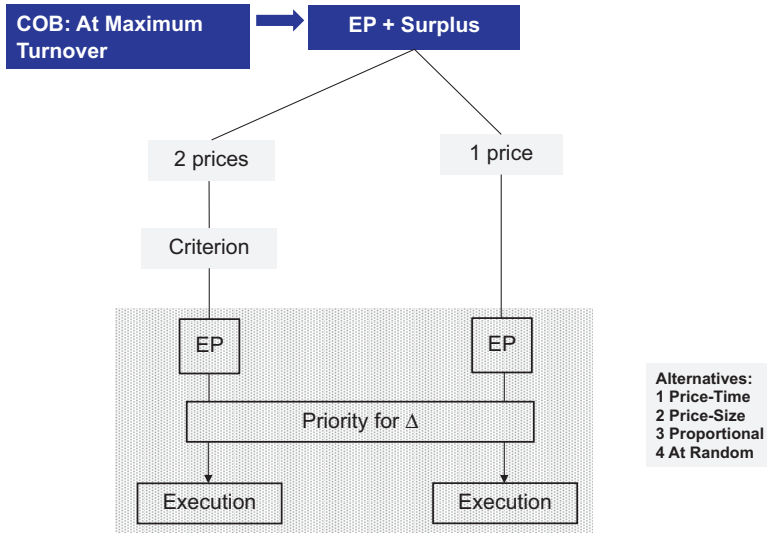 COB: At Maximum
Turnover
EP + Surplus
2 prices
1 price
Criterion
EP
EP
Priority for Δ
Execution
Execution
Alternatives:
1 Price-Time
2 Price-Size
3 Proportional
4 At Random